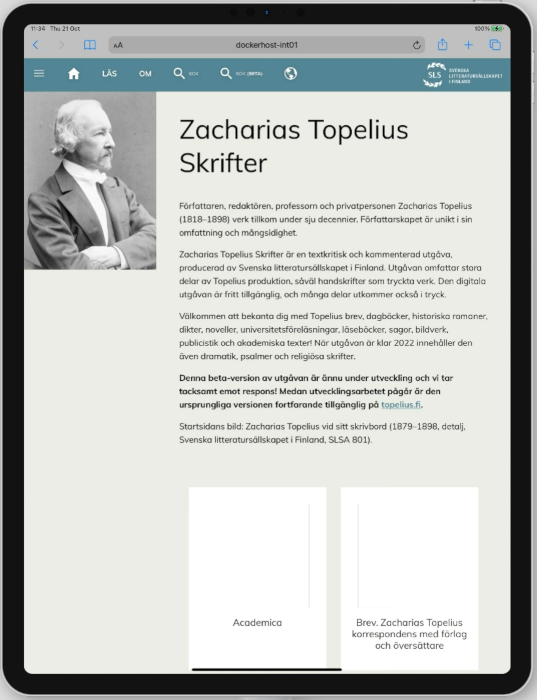 11:34 Thu 21 Oct
100%
AA
dockerhost-int01
LÄS
OM
SÖK
SÖK (BETA)
SLS
SVENSKA
LITTERATURSÄLLSKAPET
I FINLAND
Zacharias Topelius
Skrifter
Författaren, redaktören, professorn och privatpersonen Zacharias Topelius
(1818–1898) verk tillkom under sju decennier. Författarskapet är unikt i sin
omfattning och mångsidighet.
Zacharias Topelius Skrifter är en textkritisk och kommenterad utgåva,
producerad av Svenska litteratursällskapet i Finland. Utgåvan omfattar stora
delar av Topelius produktion, såväl handskrifter som tryckta verk. Den digitala
utgåvan är fritt tillgänglig, och många delar utkommer också i tryck.
Välkommen att bekanta dig med Topelius brev, dagböcker, historiska romaner,
dikter, noveller, universitetsföreläsningar, läseböcker, sagor, bildverk,
publicistik och akademiska texter! När utgåvan är klar 2022 innehåller den
även dramatik, psalmer och religiösa skrifter.
Denna beta-version av utgåvan är ännu under utveckling och vi tar
tacksamt emot respons! Medan utvecklingsarbetet pågår är den
ursprungliga versionen fortfarande tillgänglig på topelius.fi.
Startsidans bild: Zacharias Topelius vid sitt skrivbord (1879–1898, detalj,
Svenska litteratursällskapet i Finland, SLSA 801).
Academica
Brev. Zacharias Topelius
korrespondens med förlag
och översättare